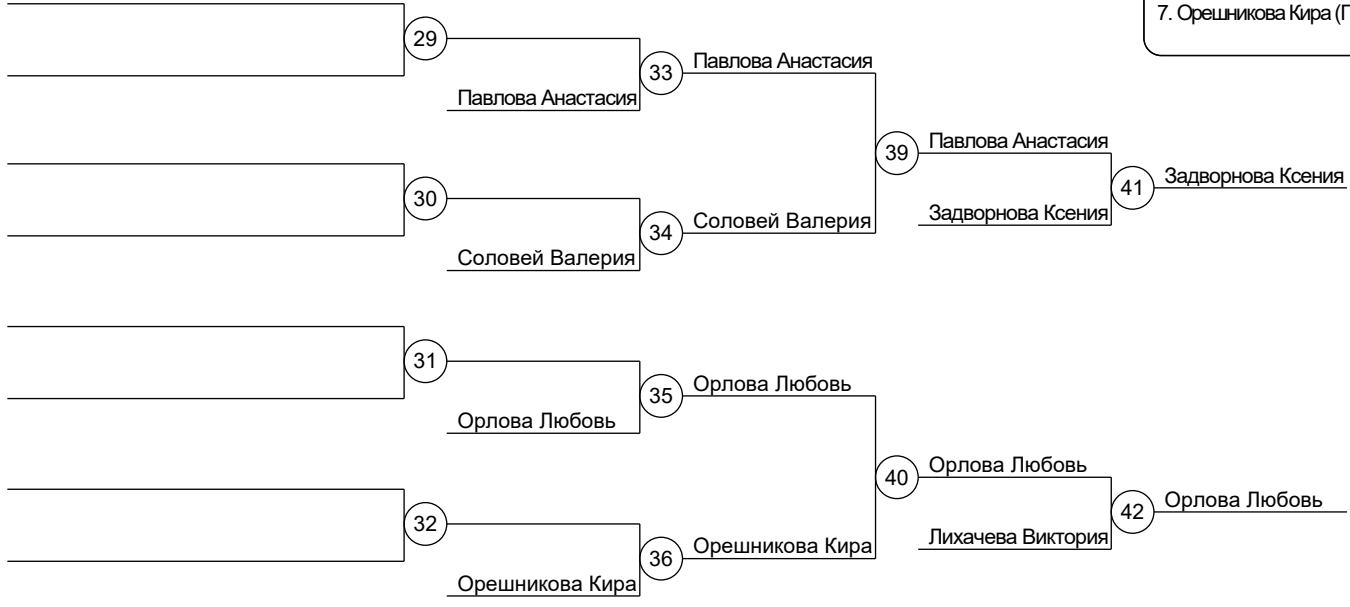 7. Орешникова Кира (П
29
33
Павлова Анастасия
Павлова Анастасия
39
Павлова Анастасия
41
Задворнова Ксения
30
34
Соловей Валерия
Задворнова Ксения
Соловей Валерия
31
35
Орлова Любовь
Орлова Любовь
40
Орлова Любовь
42
Орлова Любовь
32
36
Орешникова Кира
Лихачева Виктория
Орешникова Кира